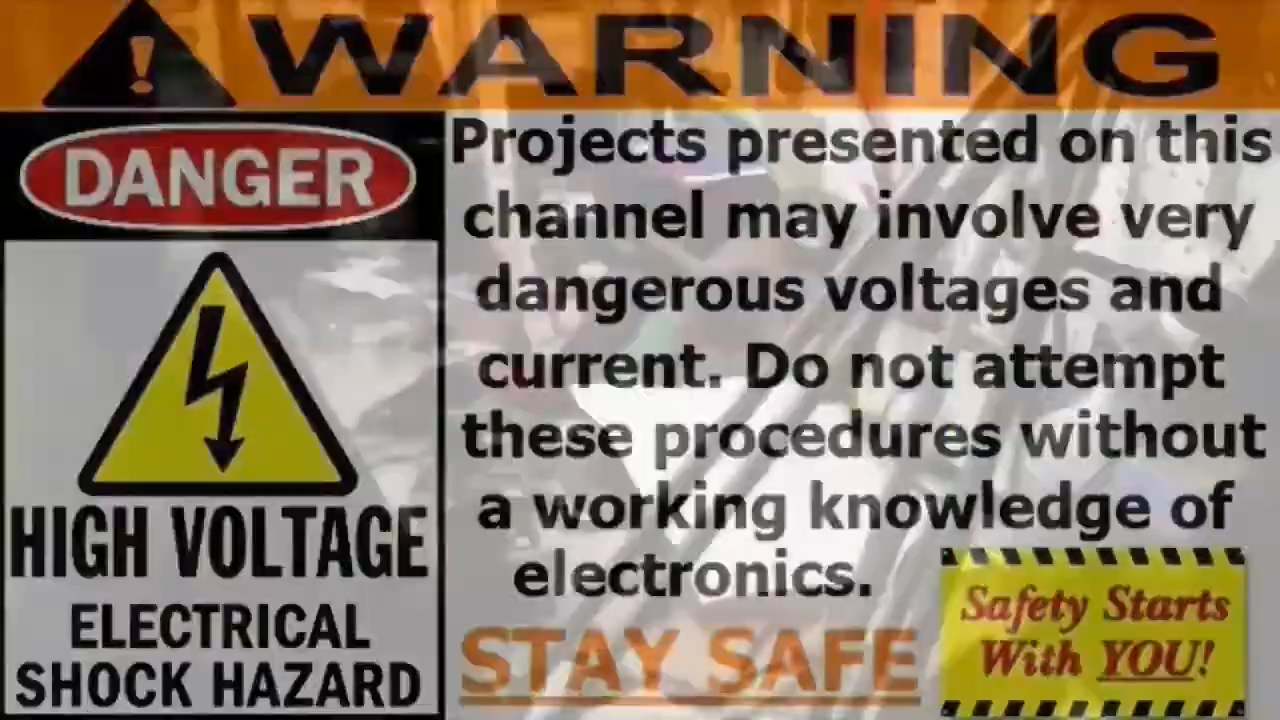 WARNING
DANGER
HIGH VOLTAGE
ELECTRICAL
SHOCK HAZARD
Projects presented on this
channel may involve very
dangerous voltages and
current. Do not attempt
these procedures without
a working knowledge of
electronics.
STAY SAFE
Safety Starts
With YOU!